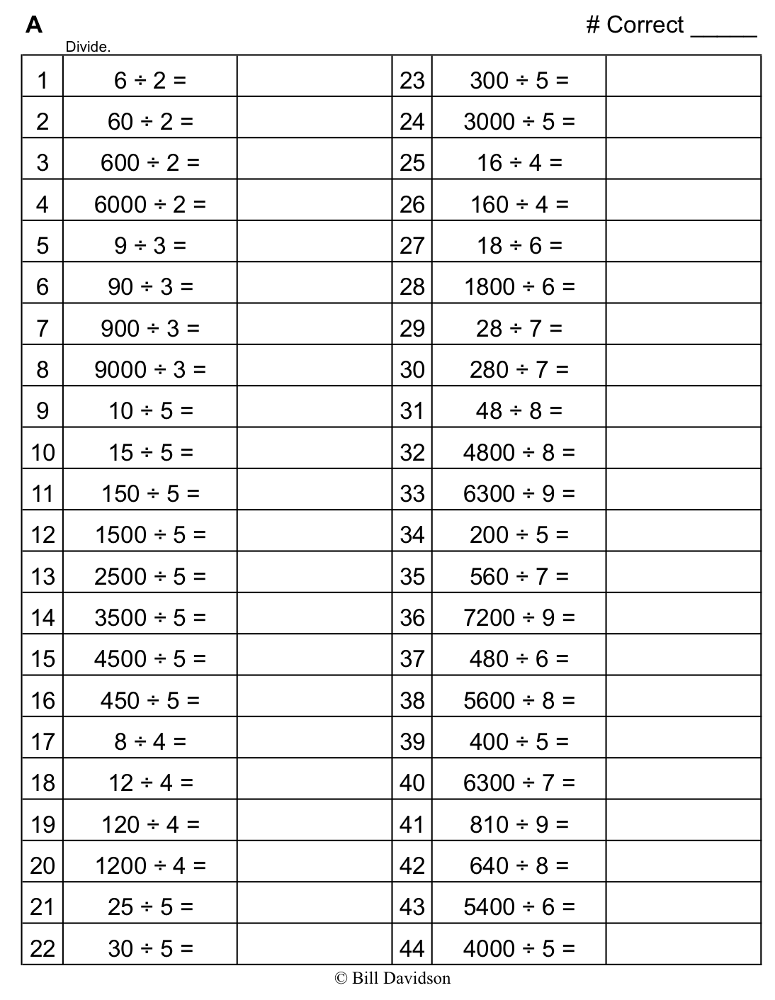 A
# Correct _____
Divide.
1 6 ÷ 2 = 23 300 ÷ 5 =
2 60 ÷ 2 = 24 3000 ÷ 5 =
3 600 ÷ 2 = 25 16 ÷ 4 =
4 6000 ÷ 2 = 26 160 ÷ 4 =
5 9 ÷ 3 = 27 18 ÷ 6 =
6 90 ÷ 3 = 28 1800 ÷ 6 =
7 900 ÷ 3 = 29 28 ÷ 7 =
8 9000 ÷ 3 = 30 280 ÷ 7 =
9 10 ÷ 5 = 31 48 ÷ 8 =
10 15 ÷ 5 = 32 4800 ÷ 8 =
11 150 ÷ 5 = 33 6300 ÷ 9 =
12 1500 ÷ 5 = 34 200 ÷ 5 =
13 2500 ÷ 5 = 35 560 ÷ 7 =
14 3500 ÷ 5 = 36 7200 ÷ 9 =
15 4500 ÷ 5 = 37 480 ÷ 6 =
16 450 ÷ 5 = 38 5600 ÷ 8 =
17 8 ÷ 4 = 39 400 ÷ 5 =
18 12 ÷ 4 = 40 6300 ÷ 7 =
19 120 ÷ 4 = 41 810 ÷ 9 =
20 1200 ÷ 4 = 42 640 ÷ 8 =
21 25 ÷ 5 = 43 5400 ÷ 6 =
22 30 ÷ 5 = 44 4000 ÷ 5 =
© Bill Davidson